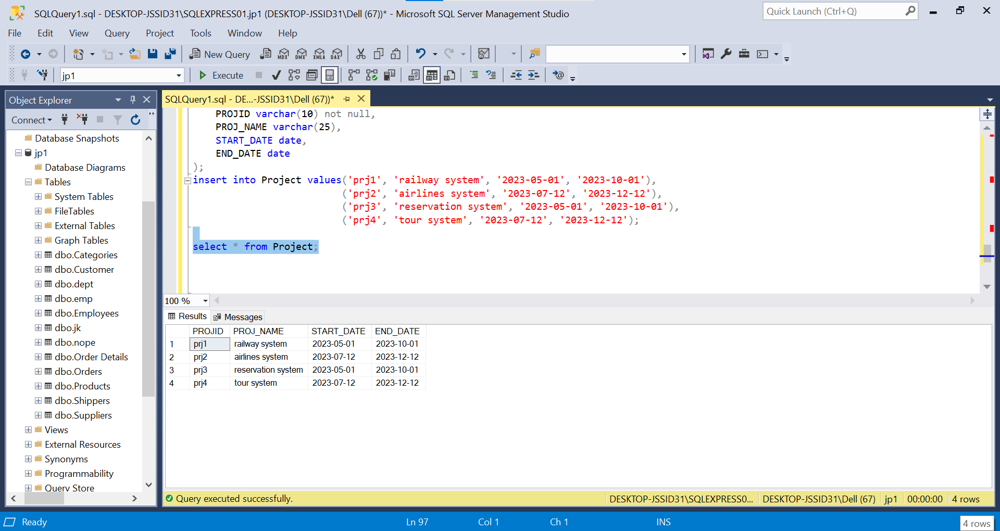 SQLQuery1.sql - DESKTOP-JSSID31\SQLEXPRESS01.jp1 (DESKTOP-JSSID31\Dell (67))* - Microsoft SQL Server Management Studio
Quick Launch (Ctrl+Q)
File Edit View Query Project Tools Window Help
New Query MDX DMX XMLA DAX
jp1 Execute
Object Explorer
Connect
Database Snapshots
jp1
Database Diagrams
Tables
System Tables
FileTables
External Tables
Graph Tables
dbo.Categories
dbo.Customer
dbo.dept
dbo.emp
dbo.Employees
dbo.jk
dbo.nope
dbo.Order Details
dbo.Orders
dbo.Products
dbo.Shippers
dbo.Suppliers
Views
External Resources
Synonyms
Programmability
Query Store
SQLQuery1.sql - DE...-JSSID31\Dell (67))*
PROJID varchar(10) not null,
PROJ_NAME varchar(25),
START_DATE date,
END_DATE date
);
insert into Project values('prj1', 'railway system', '2023-05-01', '2023-10-01'),
('prj2', 'airlines system', '2023-07-12', '2023-12-12'),
('prj3', 'reservation system', '2023-05-01', '2023-10-01'),
('prj4', 'tour system', '2023-07-12', '2023-12-12');
select * from Project;
100 %
Results Messages
PROJID PROJ_NAME START_DATE END_DATE
1 prj1 railway system 2023-05-01 2023-10-01
2 prj2 airlines system 2023-07-12 2023-12-12
3 prj3 reservation system 2023-05-01 2023-10-01
4 prj4 tour system 2023-07-12 2023-12-12
Query executed successfully. DESKTOP-JSSID31\SQLEXPRESS0... DESKTOP-JSSID31\Dell (67) jp1 00:00:00 4 rows
Ready Ln 97 Col 1 Ch 1 INS
4 rows